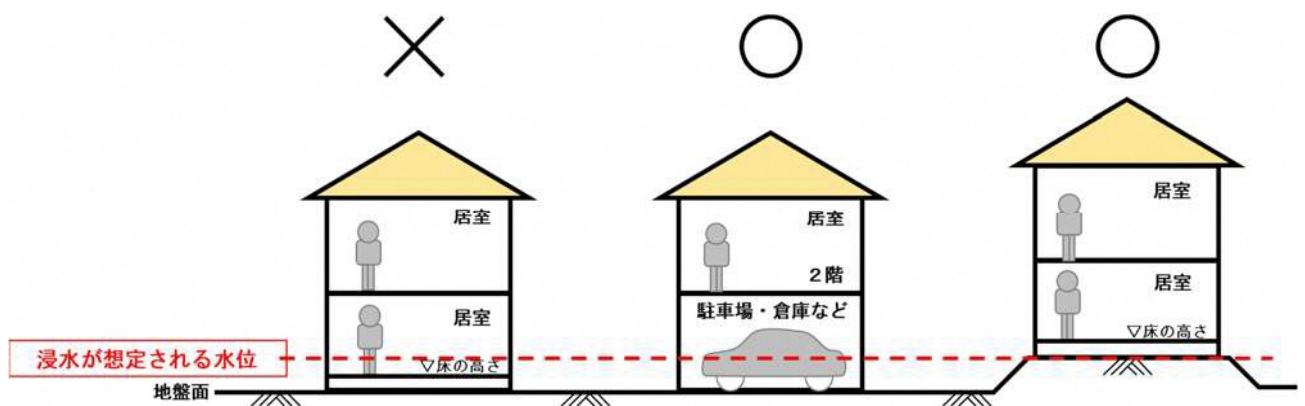 居室
居室
▽床の高さ
居室
2階
駐車場・倉庫など
居室
居室
▽床の高さ
浸水が想定される水位
地盤面